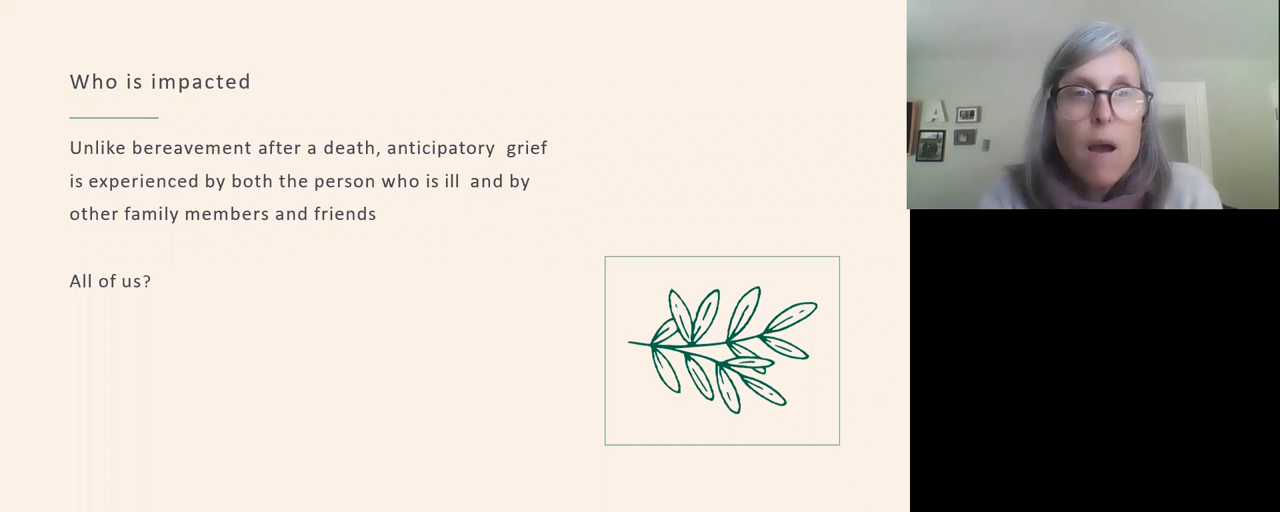 Who is impacted
Unlike bereavement after a death, anticipatory  grief
is experienced by both the person who is ill  and by
other family members and friends
All of us?
A